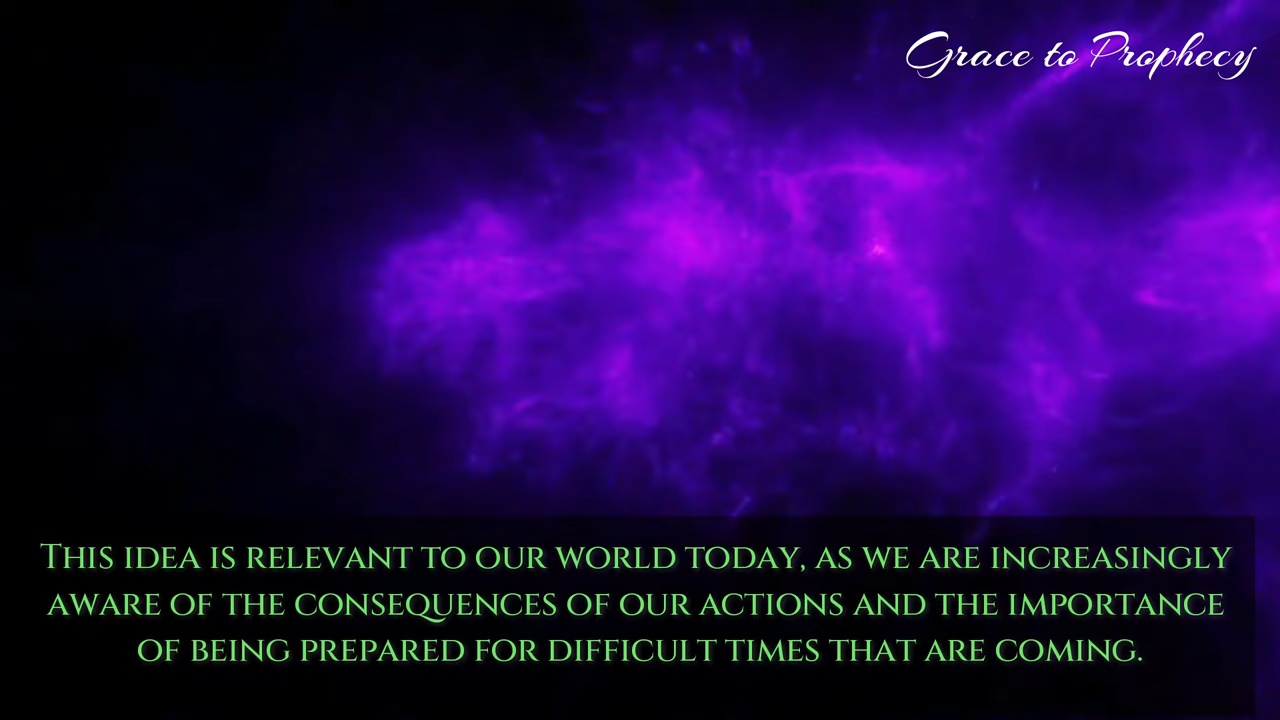 Grace to Prophecy
This idea is relevant to our world today, as we are increasingly
aware of the consequences of our actions and the importance
of being prepared for difficult times that are coming.